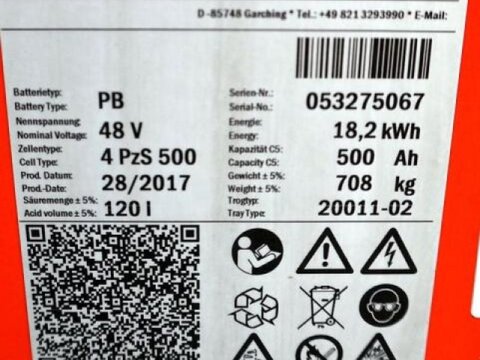 D-85748 Garching * Tel.: +49 821 3293990 * E-Mail:
Batterietyp:
Battery Type: PB
Nennspannung:
Nominal Voltage: 48 V
Zellentype:
Cell Type: 4 PzS 500
Prod. Datum
Prod.-Date: 28/2017
Säuremenge ± 5%:
Acid volume ± 5%: 120 l
Serien-Nr.:
Serial-No.: 053275067
Energie:
Energy: 18,2 kWh
Kapazität C5:
Capacity C5: 500 Ah
Gewicht ± 5%:
Weight ± 5%: 708 kg
Trogtyp:
Tray Type: 20011-02
Pb